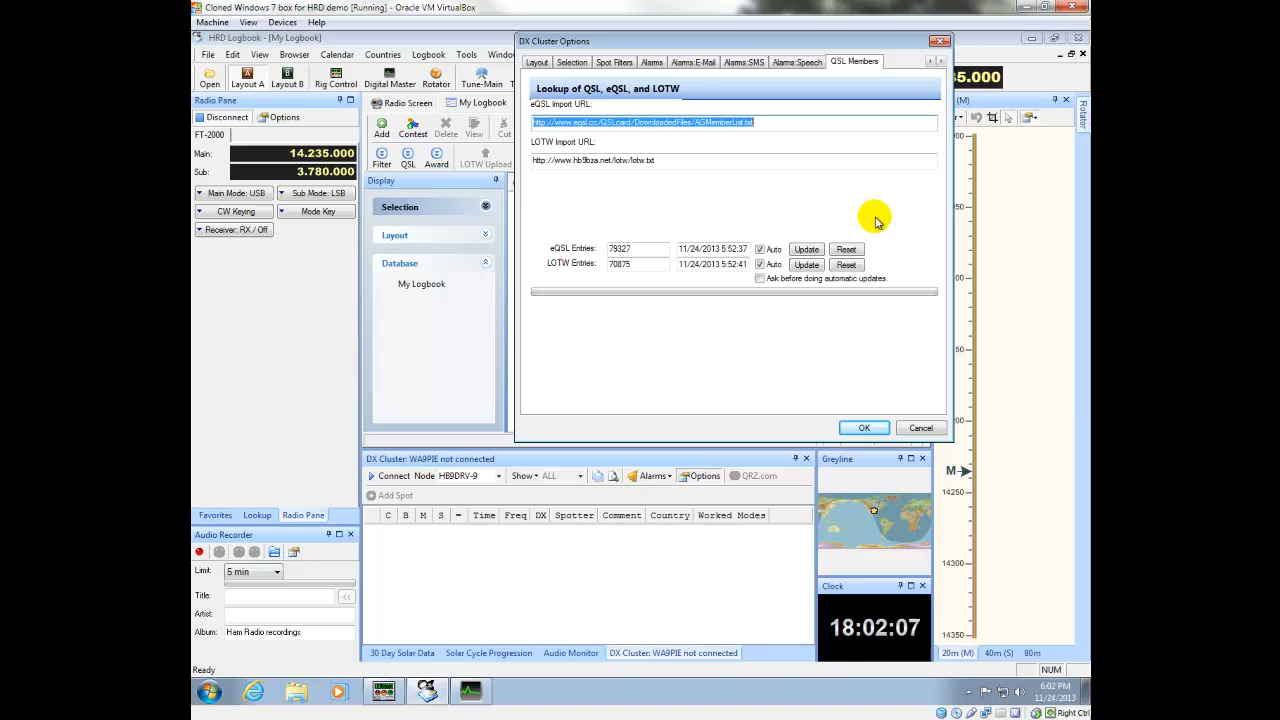 Cloned Windows 7 box for HRD demo [Running] - Oracle VM VirtualBox
Machine View Devices Help
HRD Logbook - [My Logbook]
File Edit View Browser Calendar Countries Logbook Tools Windo
Open Layout A Layout B Rig Control Digital Master Rotator Tune-Main
Radio Pane
Disconnect Options
FT-2000
Main: 14.235.000
Sub: 3.780.000
Main Mode: USB Sub Mode: LSB
CW Keying Mode Key
Receiver: RX / Off
Favorites Lookup Radio Pane
Audio Recorder
Limit: 5 min
Title:
Artist:
Album: Ham Radio recordings
Ready
Radio Screen My Logbook
Add Contest Delete View Cut
Filter QSL Award LOTW Upload
Display
Selection
Layout
Database
My Logbook
DX Cluster Options
Layout Selection Spot Filters Alarms Alarms:E-Mail Alarms:SMS Alarms:Speech QSL Members
Lookup of QSL, eQSL, and LOTW
eQSL Import URL:
http://www.eqsl.cc/QSLcard/DownloadedFiles/AGMemberList.txt
LOTW Import URL:
http://www.hb9bza.net/lotw/lotw.txt
eQSL Entries: 79327 11/24/2013 5:52:37 Auto Update Reset
LOTW Entries: 70875 11/24/2013 5:52:41 Auto Update Reset
Ask before doing automatic updates.
OK Cancel
DX Cluster: WA9PIE not connected
Connect Node HB9DRV-9 Show ALL Alarms Options QRZ.com
Add Spot
C B M S = Time Freq DX Spotter Comment Country Worked Modes
30 Day Solar Data Solar Cycle Progression Audio Monitor DX Cluster: WA9PIE not connected
Greyline
Clock
18:02:07
35.000
(M)
Rotator
M
14250
14300
14350
20m (M) 40m (S) 80m
NUM
6:02 PM
11/24/2013
Right Ctrl